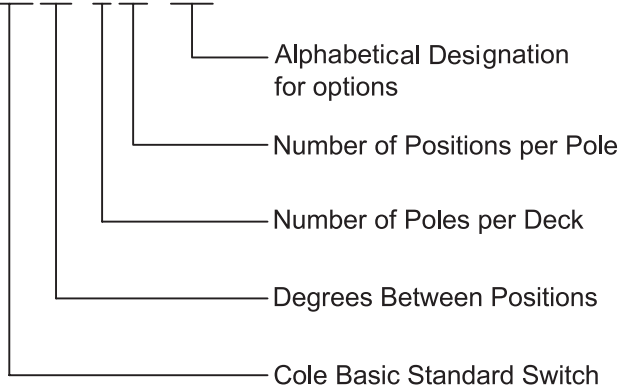 Alphabetical Designation
for options
Number of Positions per Pole
Number of Poles per Deck
Degrees Between Positions
Cole Basic Standard Switch